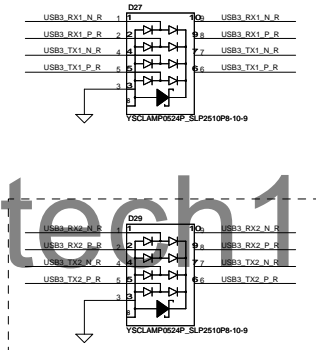 D27
USB3_RX1_N_R 1 1 10 9 USB3_RX1_N_R
USB3_RX1_P_R 2 2 9 8 USB3_RX1_P_R
USB3_TX1_N_R 4 4 7 7 USB3_TX1_N_R
USB3_TX1_P_R 5 5 6 6 USB3_TX1_P_R
3 3
8
YSCLAMP0524P_SLP2510P8-10-9
tech1
D29
USB3_RX2_N_R 1 1 10 9 USB3_RX2_N_R
USB3_RX2_P_R 2 2 9 8 USB3_RX2_P_R
USB3_TX2_N_R 4 4 7 7 USB3_TX2_N_R
USB3_TX2_P_R 5 5 6 6 USB3_TX2_P_R
3 3
8
YSCLAMP0524P_SLP2510P8-10-9